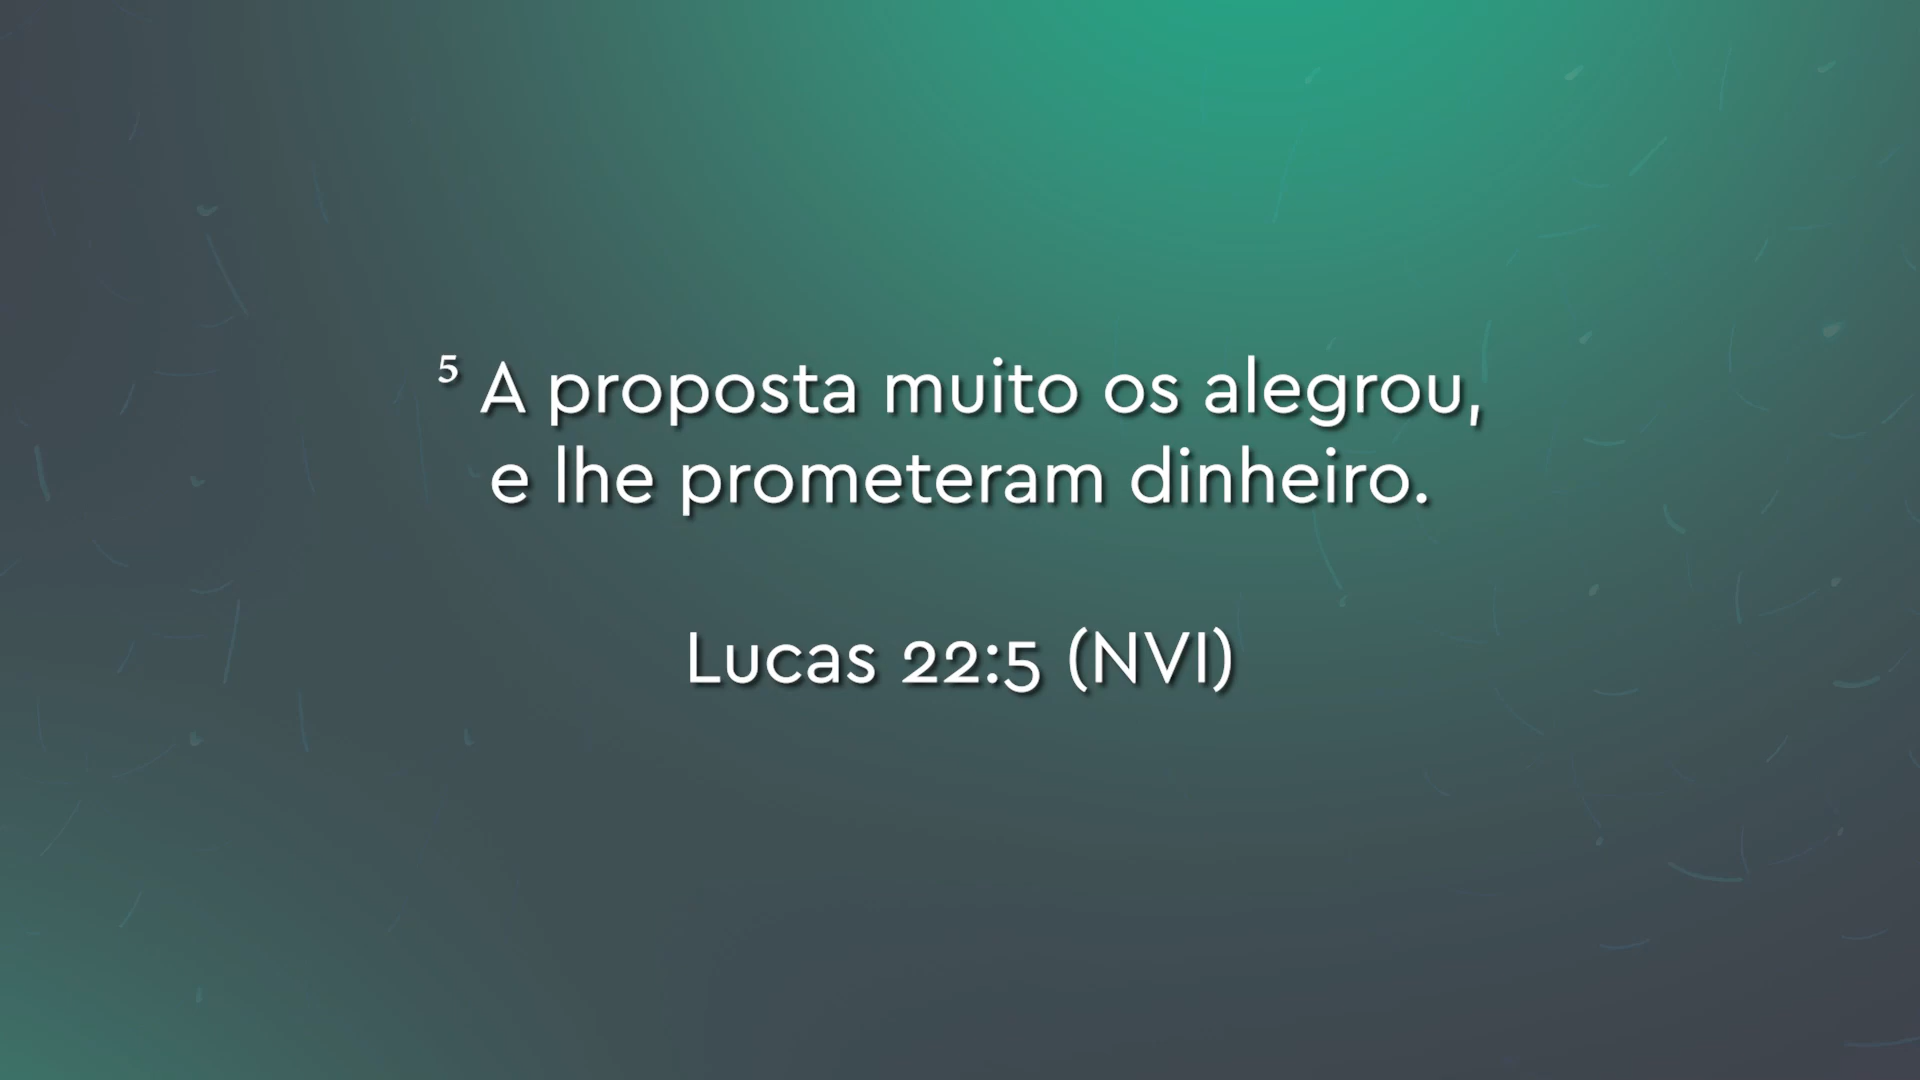 ⁵ A proposta muito os alegrou,
e lhe prometeram dinheiro.
Lucas 22:5 (NVI)